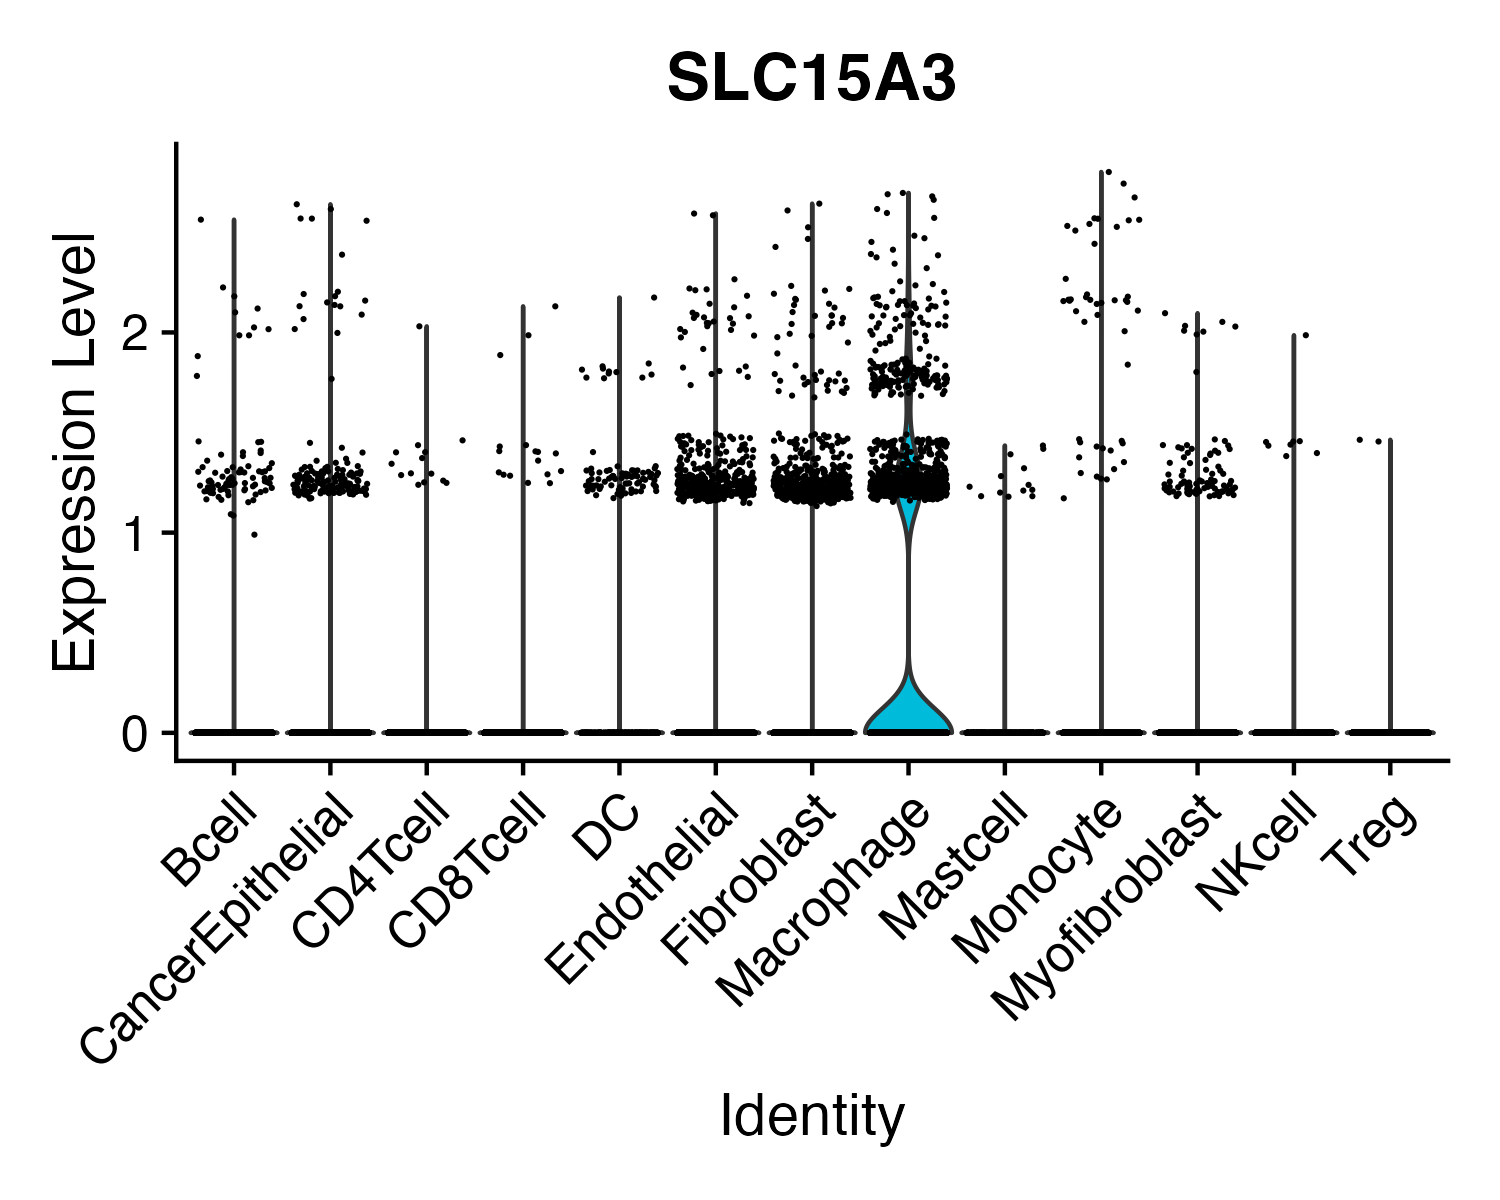 SLC15A3
Expression Level
2
1
0
Bcell
CancerEpithelial
CD4Tcell
CD8Tcell
DC
Endothelial
Fibroblast
Macrophage
Mastcell
Monocyte
Myofibroblast
NKcell
Treg
Identity